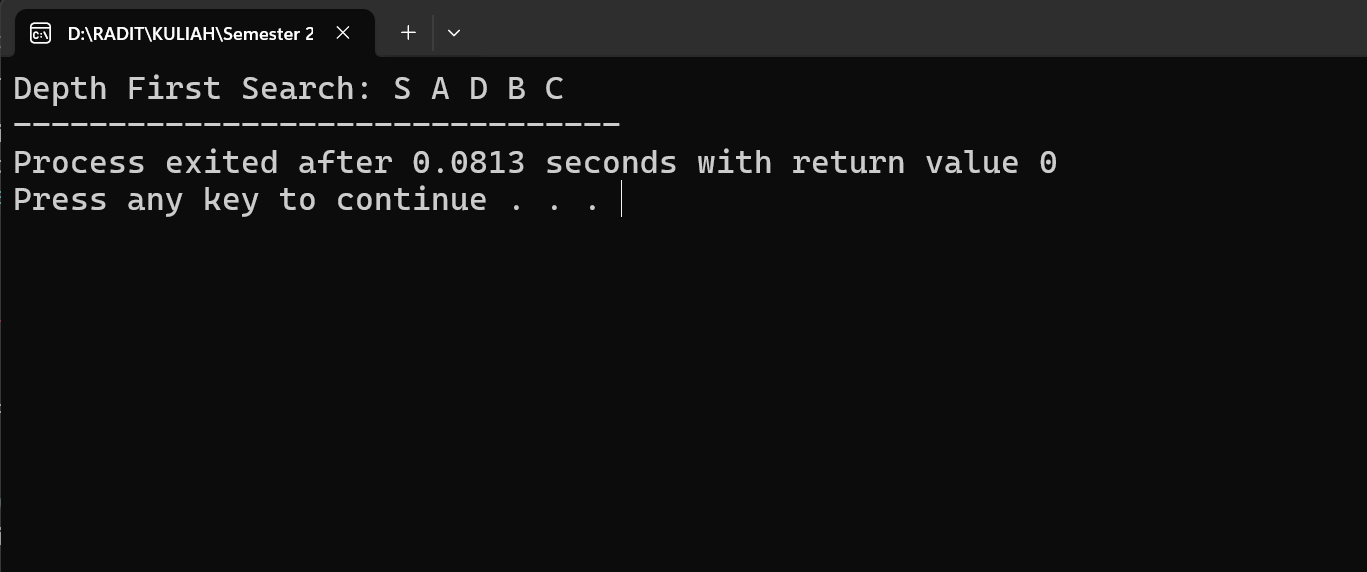 D:\RADIT\KULIAH\Semester 2
Depth First Search: S A D B C
--------------------------------
Process exited after 0.0813 seconds with return value 0
Press any key to continue . . .